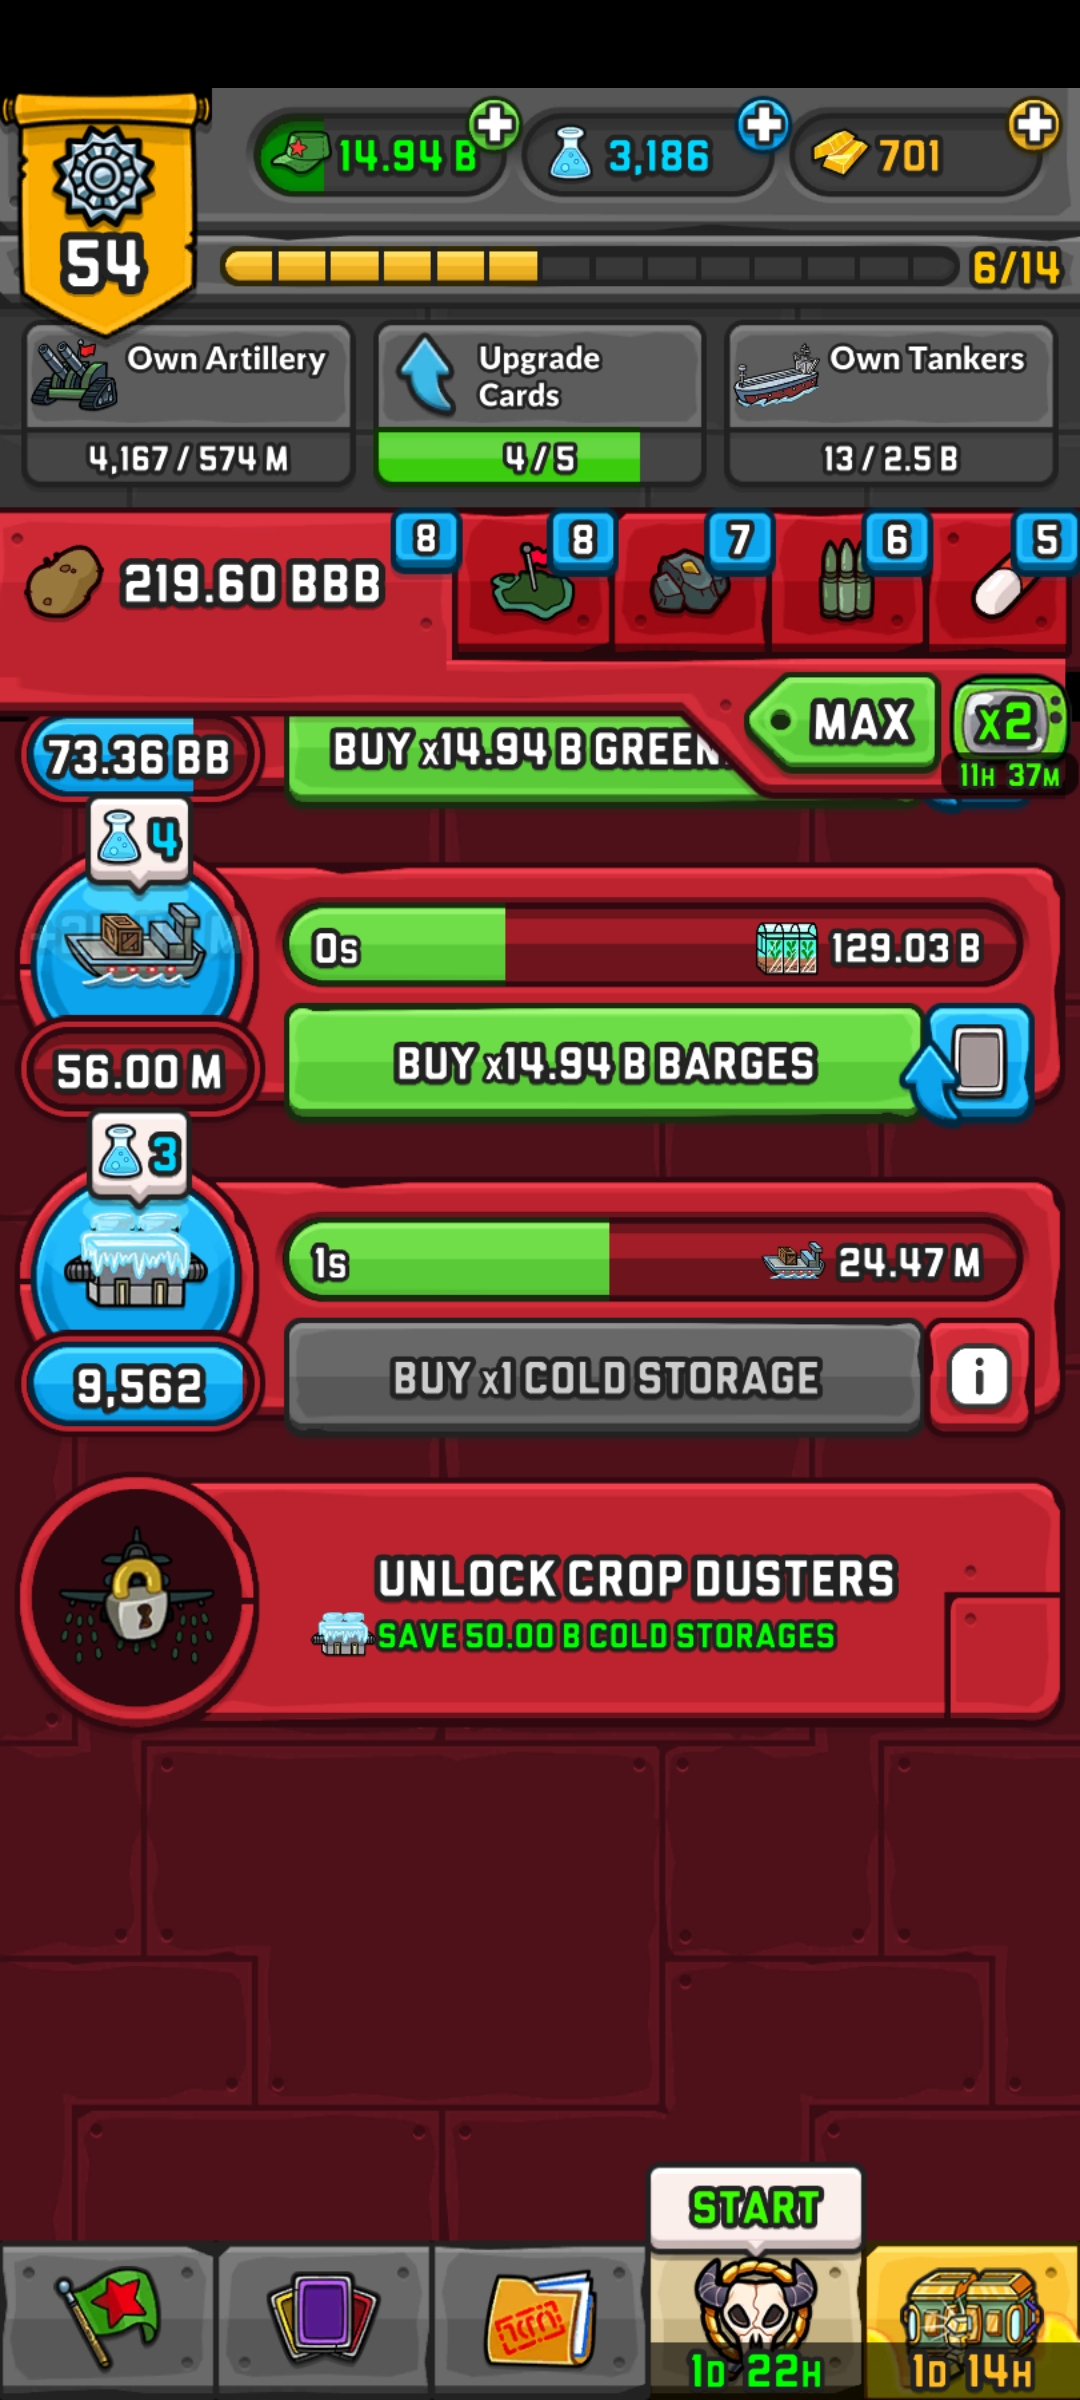 14.94 B
3,186
701
54
6/14
Own Artillery
4,167 / 574 M
Upgrade
Cards
4 / 5
Own Tankers
13 / 2.5 B
219.60 BBB
8
8
7
6
5
MAX
x2
11H 37M
73.36 BB
BUY x14.94 B GREEN
4
0s
129.03 B
56.00 M
BUY x14.94 B BARGES
3
1s
24.47 M
9,562
BUY x1 COLD STORAGE
i
UNLOCK CROP DUSTERS
SAVE 50.00 B COLD STORAGES
START
1D 22H
1D 14H